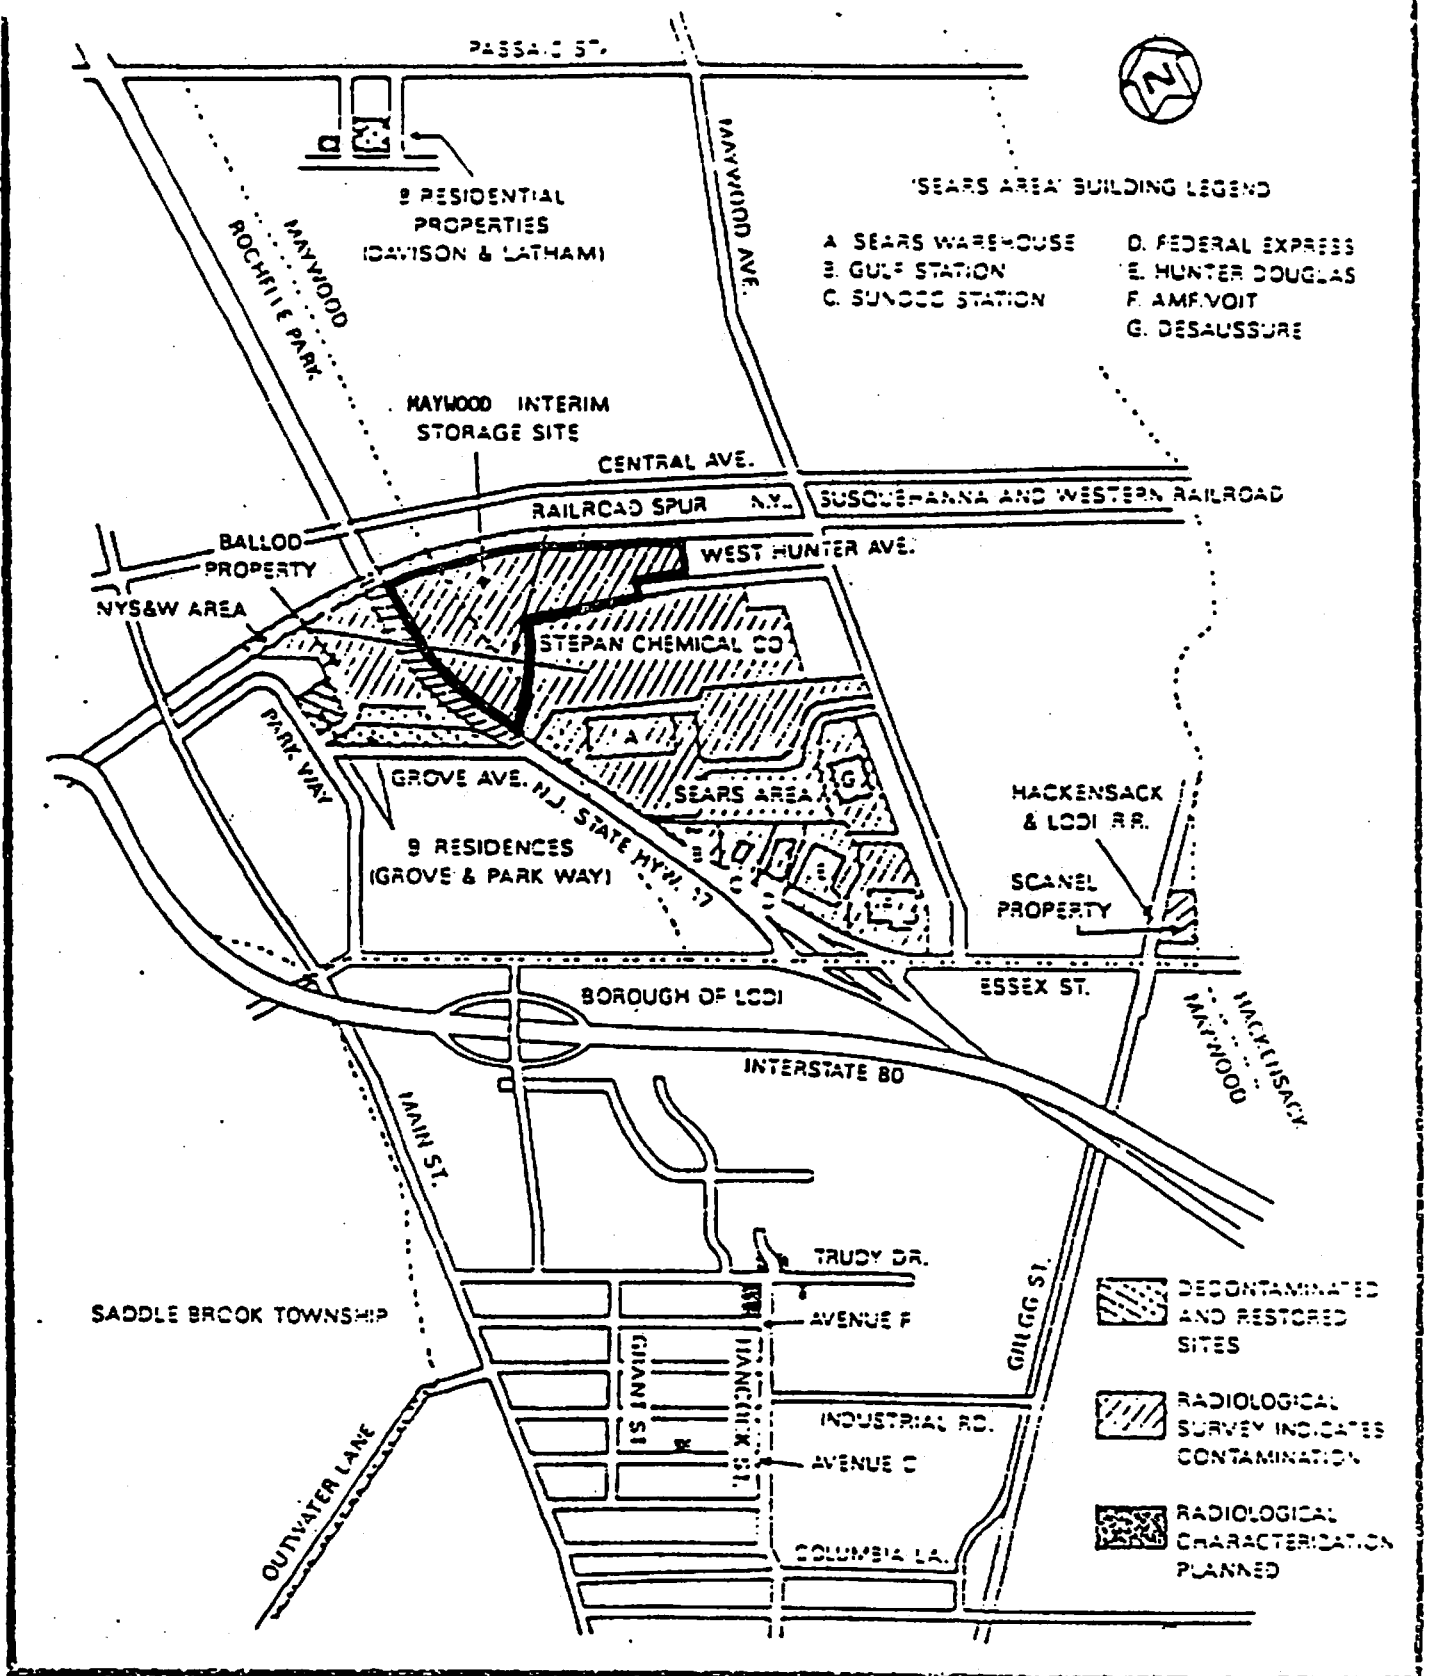 PASSAIC ST.
N
MAYWOOD AVE.
'SEARS AREA' BUILDING LEGEND
A. SEARS WAREHOUSE
B. GULF STATION
C. SUNOCO STATION
D. FEDERAL EXPRESS
E. HUNTER DOUGLAS
F. AMF.VOIT
G. DESAUSSURE
9 RESIDENTIAL
PROPERTIES
(DAVISON & LATHAM)
MAYWOOD
ROCHELLE PARK
MAYWOOD INTERIM
STORAGE SITE
CENTRAL AVE.
RAILROAD SPUR
N.Y., SUSQUEHANNA AND WESTERN RAILROAD
WEST HUNTER AVE.
BALLOD
PROPERTY
NYS&W AREA
STEPAN CHEMICAL CO
PARK WAY
A
G
GROVE AVE.
N.J. STATE HYW. 17
SEARS AREA
HACKENSACK
& LODI R.R.
9 RESIDENCES
(GROVE & PARK WAY)
SCANEL
PROPERTY
ESSEX ST.
BOROUGH OF LODI
INTERSTATE 80
HACKENSACK
MAYWOOD
MAIN ST.
TRUDY DR.
SADDLE BROOK TOWNSHIP
AVENUE F
GRANT ST
HANCOCK ST.
GREGG ST.
INDUSTRIAL RD.
AVENUE C
OUTWATER LANE
COLUMBIA LA.
DECONTAMINATED
AND RESTORED
SITES
RADIOLOGICAL
SURVEY INDICATES
CONTAMINATION
RADIOLOGICAL
CHARACTERIZATION
PLANNED